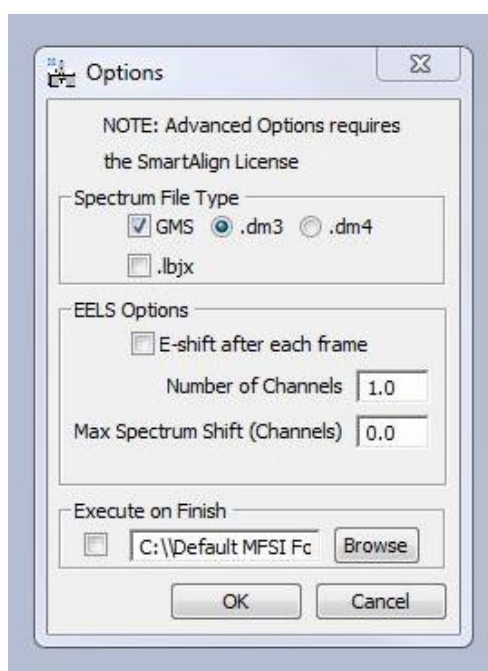 Options
NOTE: Advanced Options requires
the SmartAlign License
Spectrum File Type
GMS .dm3 .dm4
.lbjx
EELS Options
E-shift after each frame
Number of Channels 1.0
Max Spectrum Shift (Channels) 0.0
Execute on Finish
C:\\Default MFSI Fc Browse
OK Cancel